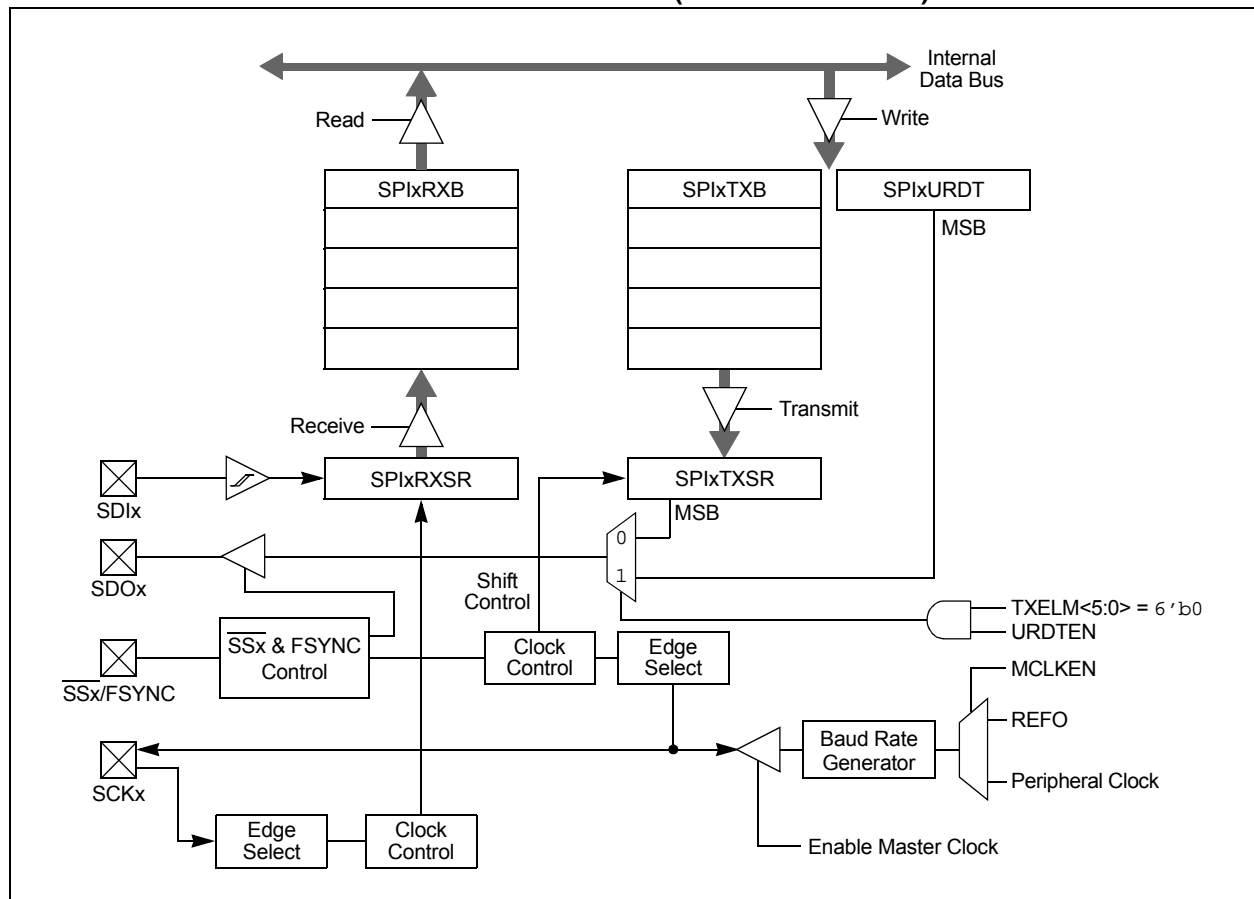 Internal
Data Bus
Read
Write
SPIxRXB
SPIxTXB
SPIxURDT
MSB
Receive
Transmit
SPIxRXSR
SPIxTXSR
SDIx
MSB
0
SDOx
1
Shift
Control
TXELM<5:0> = 6'b0
URDTEN
SSx & FSYNC
Control
Clock
Control
Edge
Select
SSx/FSYNC
MCLKEN
REFO
Baud Rate
Generator
SCKx
Peripheral Clock
Edge
Select
Clock
Control
Enable Master Clock